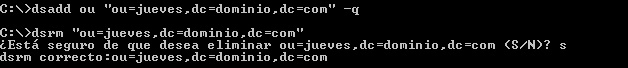 C:\>dsadd ou "ou=jueves,dc=dominio,dc=com" -q
C:\>dsrm "ou=jueves,dc=dominio,dc=com"
¿Está seguro de que desea eliminar ou=jueves,dc=dominio,dc=com (S/N)? s
dsrm correcto:ou=jueves,dc=dominio,dc=com